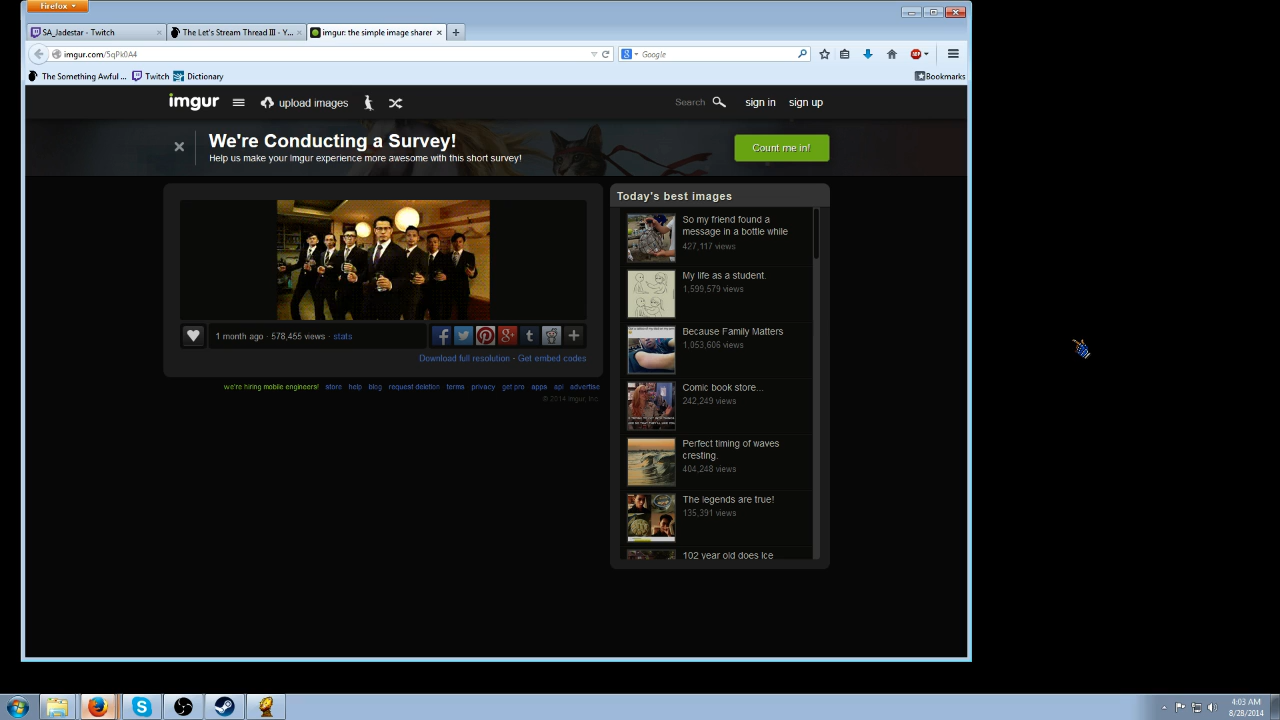 Firefox
SA_Jadestar - Twitch
The Let's Stream Thread III - Y...
imgur: the simple image sharer
imgur.com/5qPk0A4
Google
The Something Awful ...
Twitch
Dictionary
Bookmarks
imgur
upload images
Search
sign in
sign up
We're Conducting a Survey!
Help us make your Imgur experience more awesome with this short survey!
Count me in!
Today's best images
So my friend found a
message in a bottle while
427,117 views
My life as a student.
1,599,579 views
Because Family Matters
1,053,606 views
Comic book store...
242,249 views
Perfect timing of waves
cresting.
404,248 views
The legends are true!
135,391 views
102 year old does Ice
1 month ago · 578,455 views · stats
Download full resolution - Get embed codes
we're hiring mobile engineers! store help blog request deletion terms privacy get pro apps api advertise
© 2014 Imgur, Inc.
4:03 AM
8/28/2014